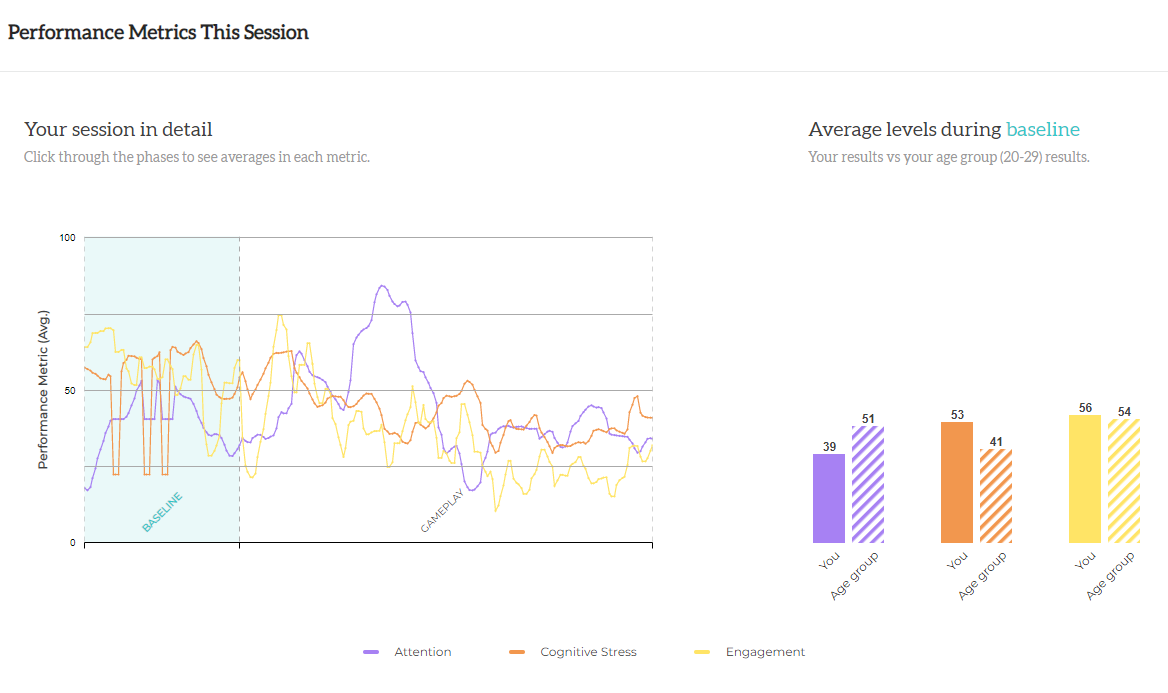 Performance Metrics This Session
Your session in detail
Click through the phases to see averages in each metric.
Average levels during baseline
Your results vs your age group (20-29) results.
Performance Metric (Avg.)
100
50
0
BASELINE
GAMEPLAY
39
51
53
41
56
54
You
Age group
You
Age group
You
Age group
Attention
Cognitive Stress
Engagement